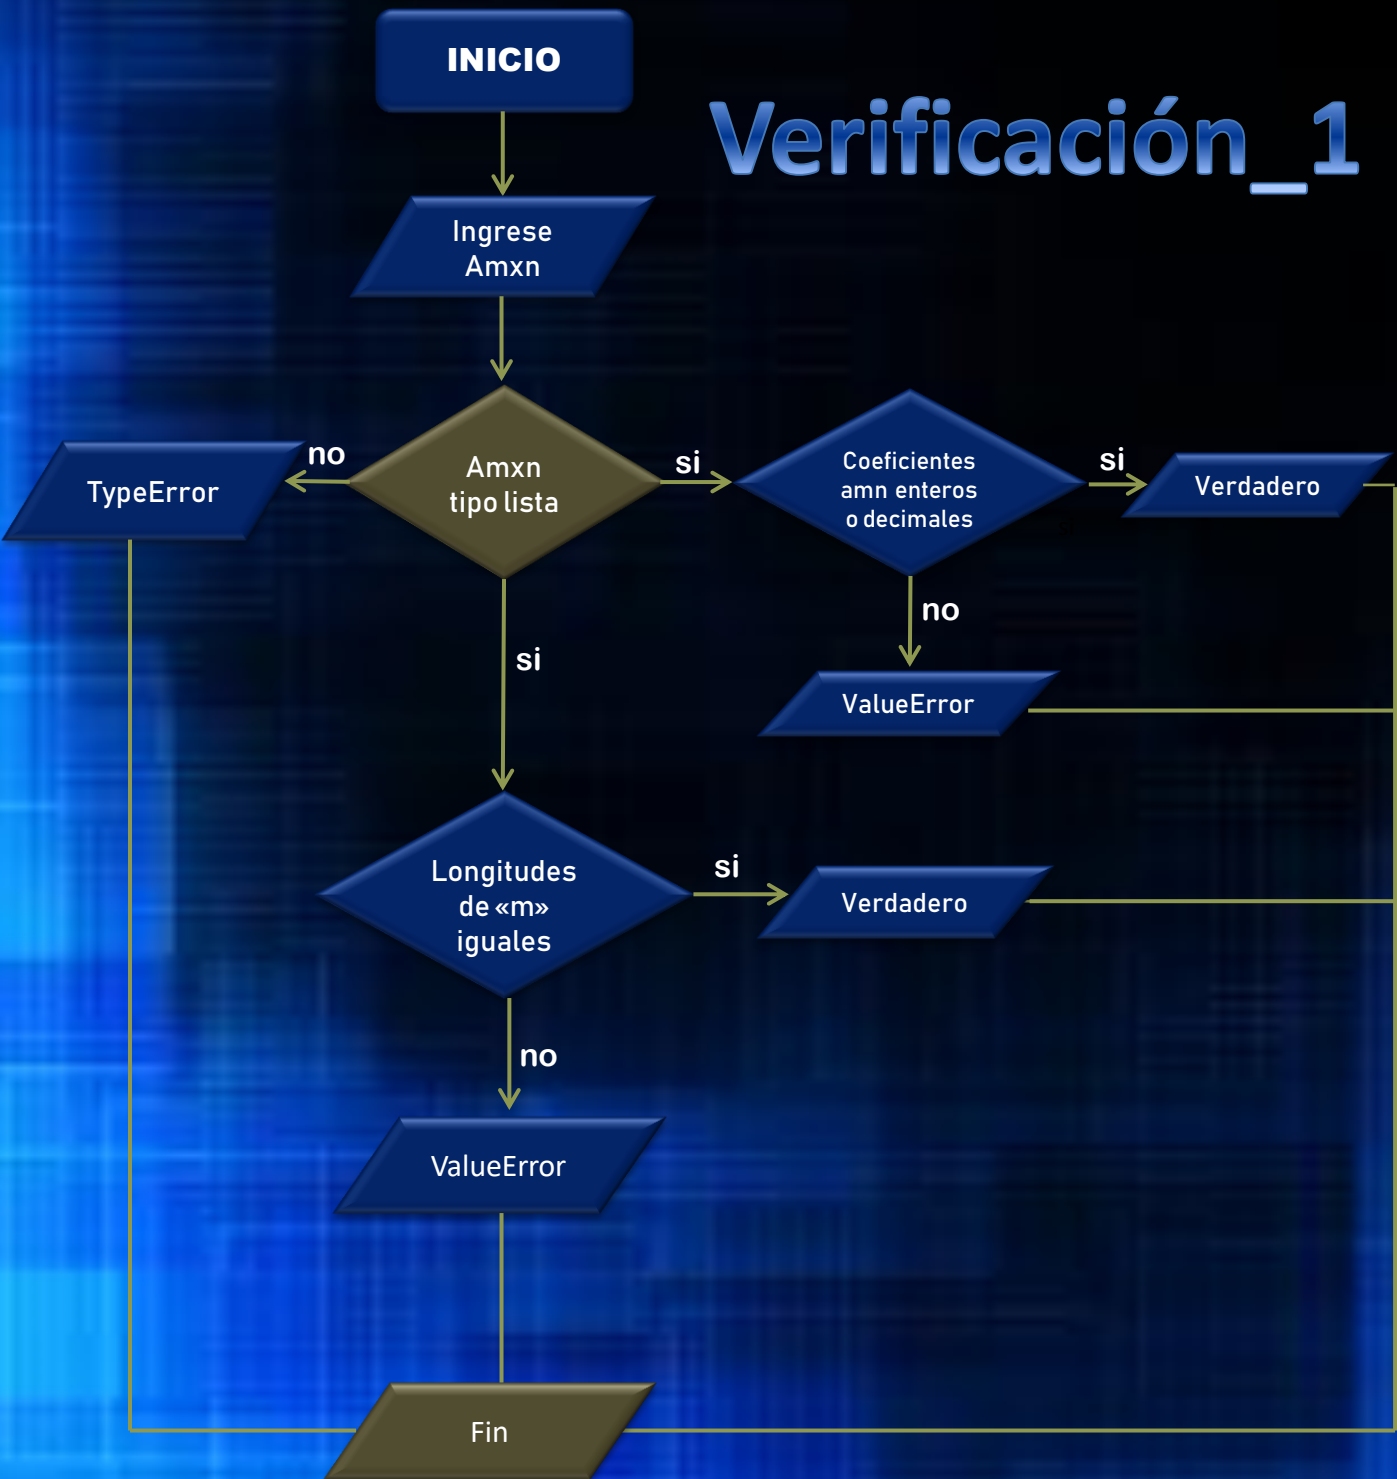 INICIO
Verificación_1
Ingrese
Amxn
no
Amxn
tipo lista
si
Coeficientes
amn enteros
o decimales
si
Verdadero
TypeError
no
si
ValueError
Longitudes
de «m»
iguales
si
Verdadero
no
ValueError
Fin